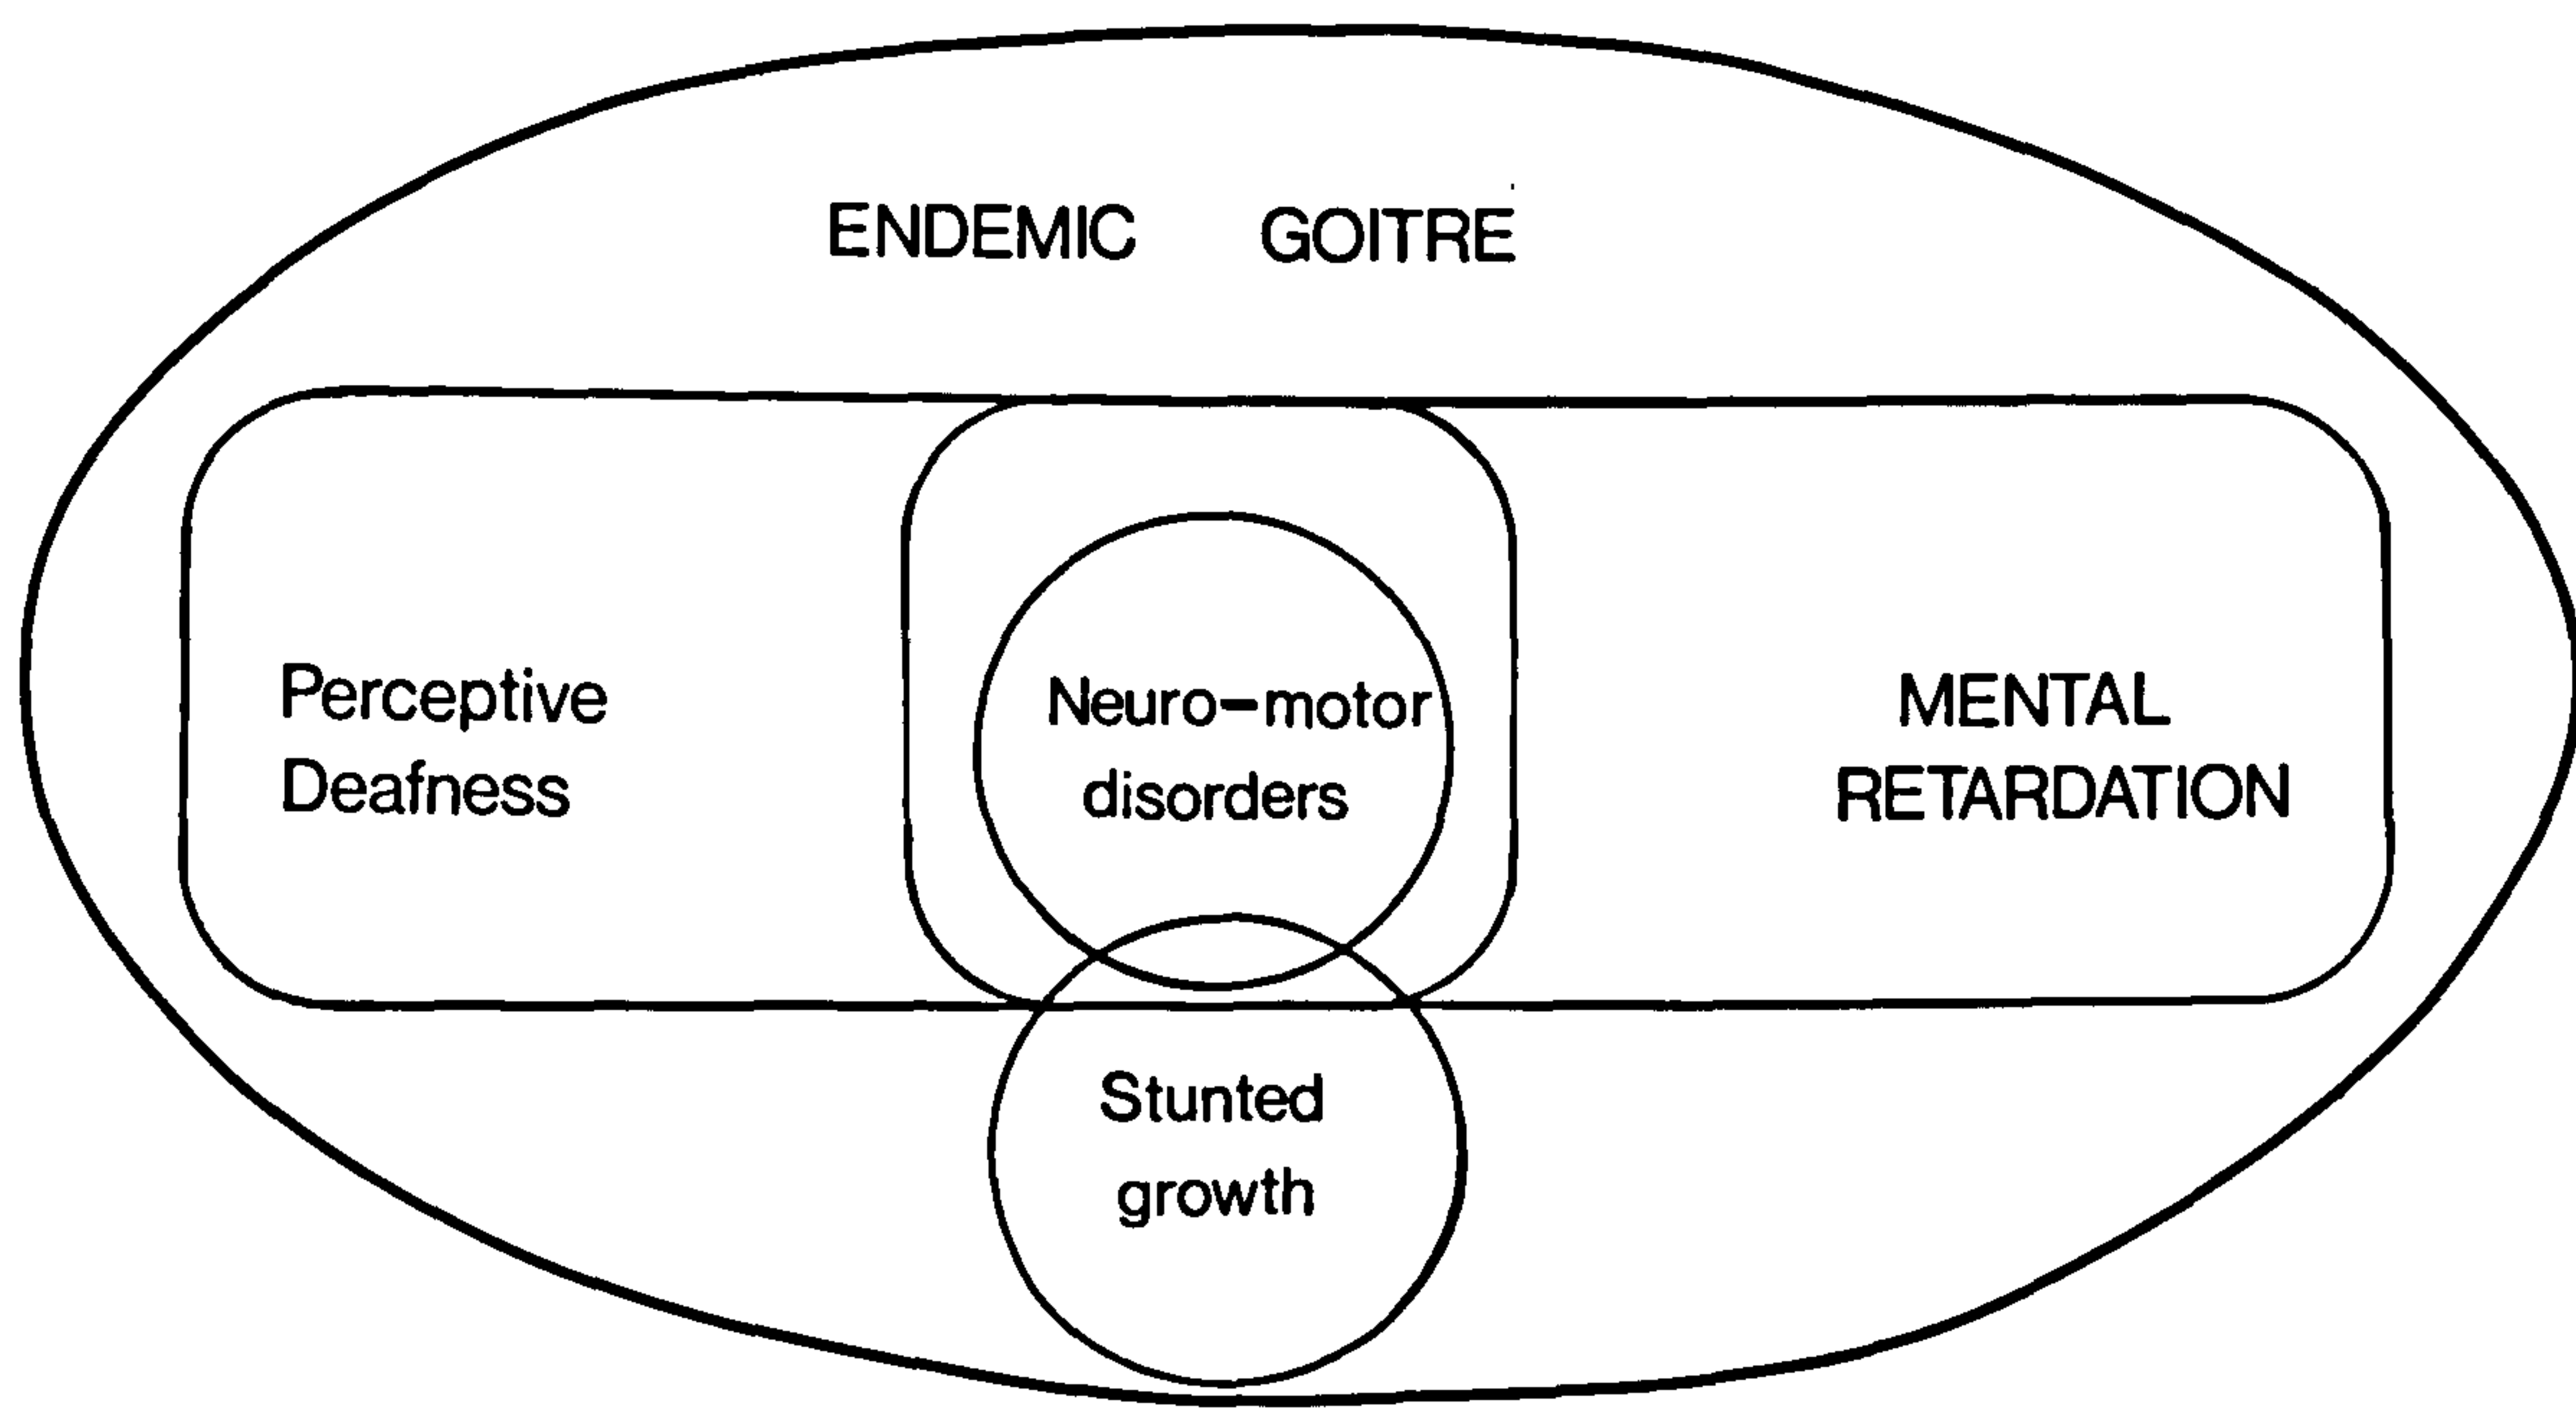 ENDEMIC GOITRE
Perceptive
Deafness
Neuro-motor
disorders
MENTAL
RETARDATION
Stunted
growth